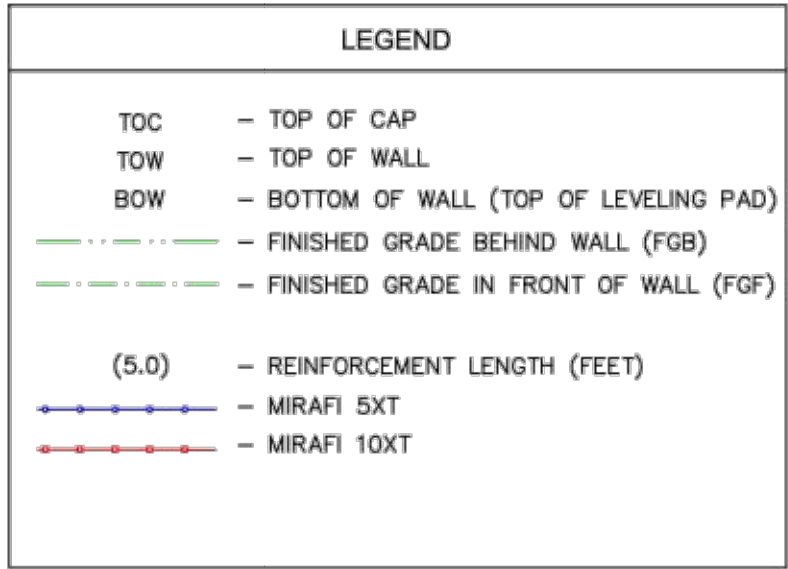 LEGEND
TOC – TOP OF CAP
TOW – TOP OF WALL
BOW – BOTTOM OF WALL (TOP OF LEVELING PAD)
– FINISHED GRADE BEHIND WALL (FGB)
– FINISHED GRADE IN FRONT OF WALL (FGF)
(5.0) – REINFORCEMENT LENGTH (FEET)
– MIRAFI 5XT
– MIRAFI 10XT